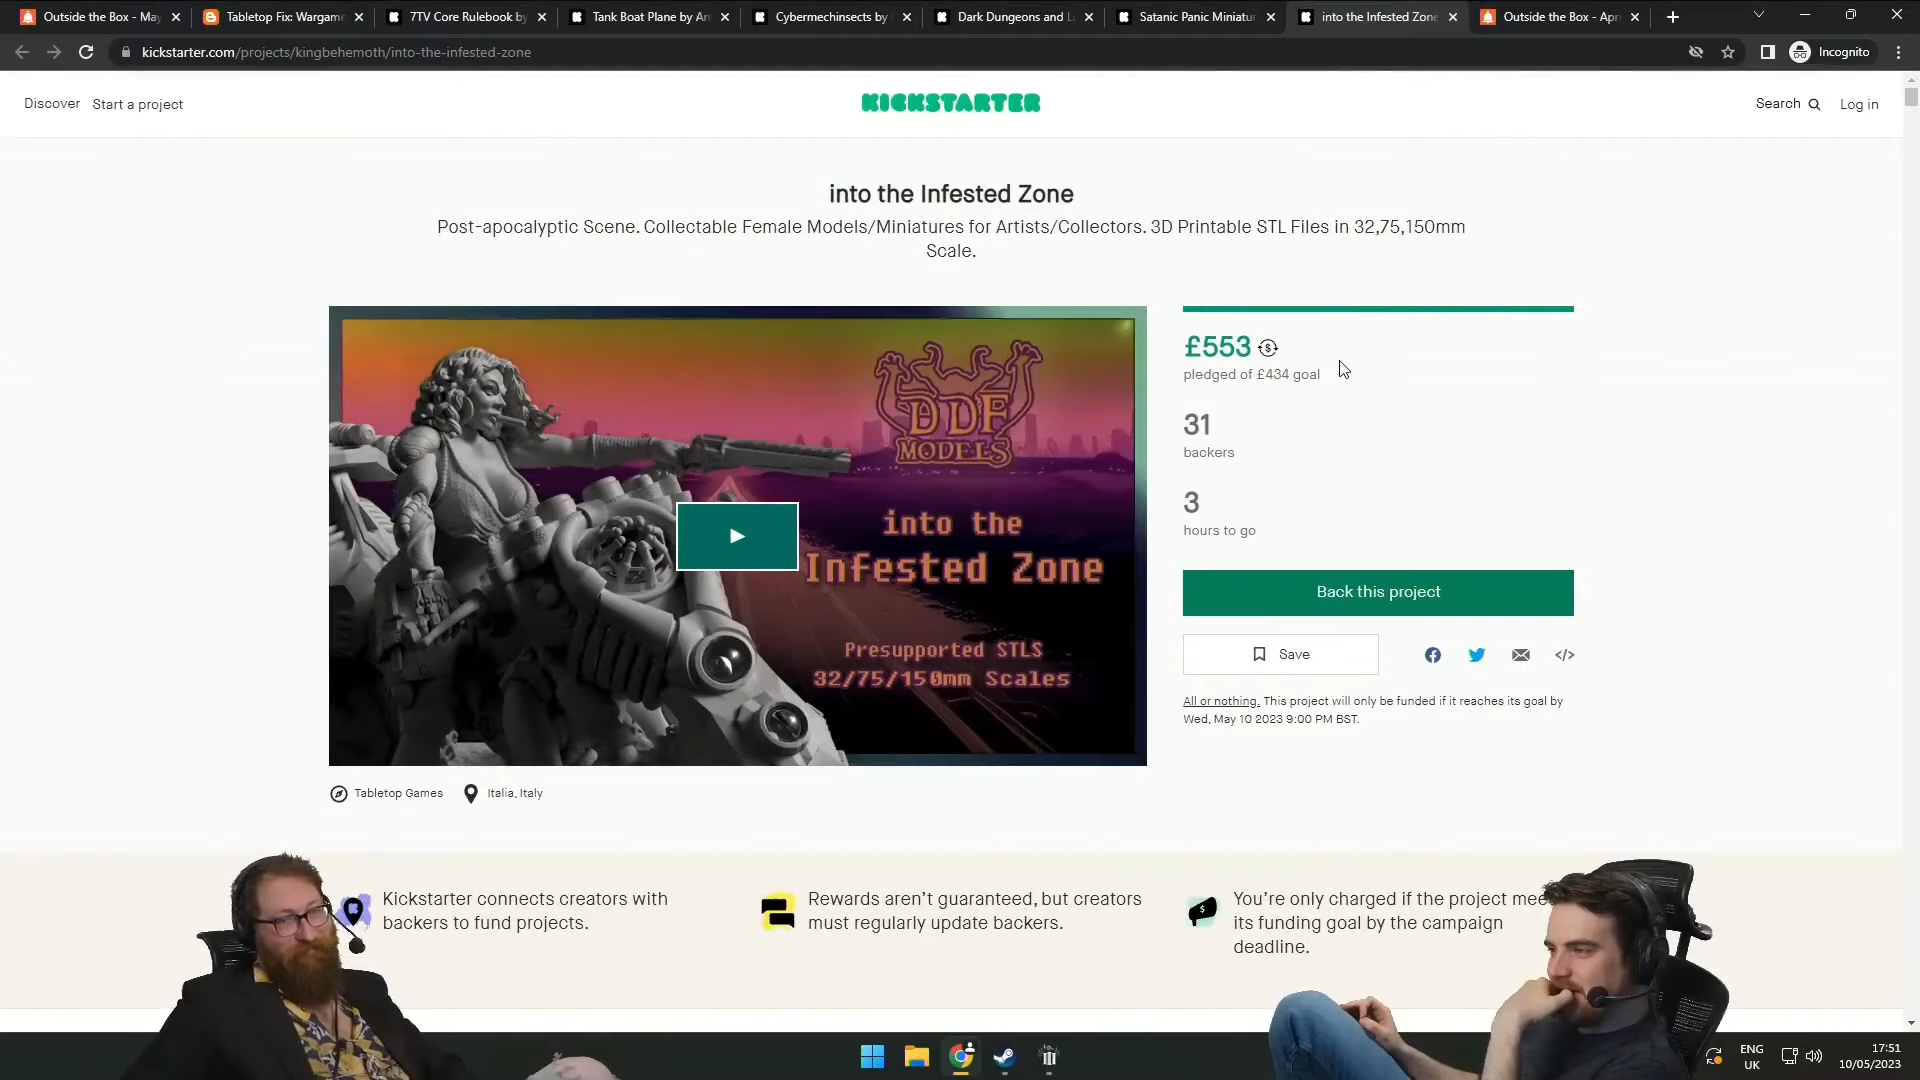 Outside the Box - May
Tabletop Fix: Wargame
7TV Core Rulebook by
Tank Boat Plane by An
Cybermechinsects by
Dark Dungeons and L
Satanic Panic Miniatur
into the Infested Zone
Outside the Box - Apr
kickstarter.com/projects/kingbehemoth/into-the-infested-zone
Incognito
Discover
Start a project
KICKSTARTER
Search
Log in
into the Infested Zone
Post-apocalyptic Scene. Collectable Female Models/Miniatures for Artists/Collectors. 3D Printable STL Files in 32,75,150mm
Scale.
DDF
MODELS
into the
Infested Zone
Presupported STLS
32/75/150mm Scales
£553
pledged of £434 goal
31
backers
3
hours to go
Back this project
Save
All or nothing. This project will only be funded if it reaches its goal by
Wed, May 10 2023 9:00 PM BST.
Tabletop Games
Italia, Italy
Kickstarter connects creators with
backers to fund projects.
Rewards aren't guaranteed, but creators
must regularly update backers.
You're only charged if the project mee
its funding goal by the campaign
deadline.
ENG
UK
17:51
10/05/2023